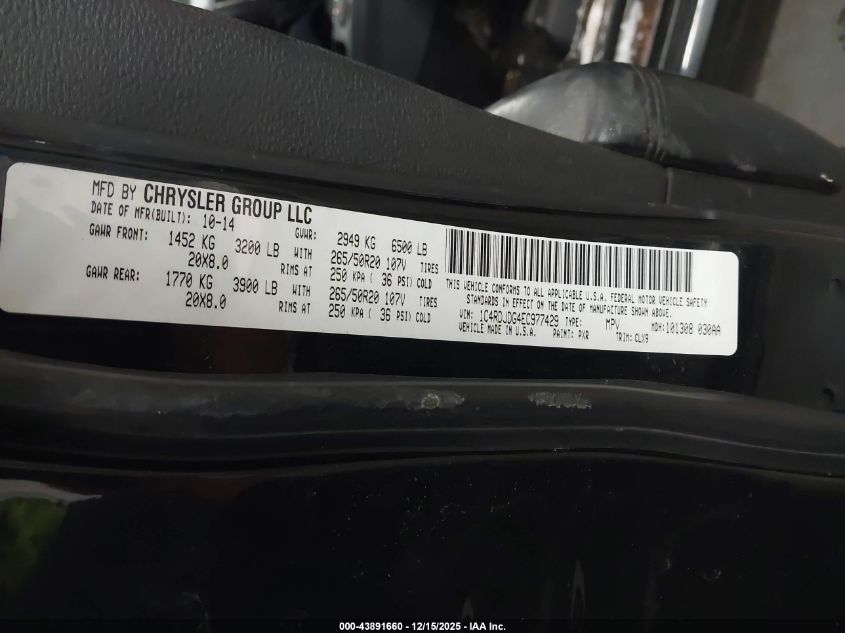 MFD BY CHRYSLER GROUP LLC
DATE OF MFR(BUILT): 10-14 GVWR: 2949 KG 6500 LB
GAWR FRONT: 1452 KG 3200 LB WITH 265/50R20 107V TIRES
20X8.0 RIMS AT 250 KPA ( 36 PSI) COLD
GAWR REAR: 1770 KG 3900 LB WITH 265/50R20 107V TIRES
20X8.0 RIMS AT 250 KPA ( 36 PSI) COLD
THIS VEHICLE CONFORMS TO ALL APPLICABLE U.S.A. FEDERAL MOTOR VEHICLE SAFETY
STANDARDS IN EFFECT ON THE DATE OF MANUFACTURE SHOWN ABOVE.
VIN: 1C4RDJDG4EC977429 TYPE: MPV MDH: 101308 030AA
VEHICLE MADE IN U.S.A. PAINT: PXR TRIM: CLX9
000-43891660 - 12/15/2025 - IAA Inc.